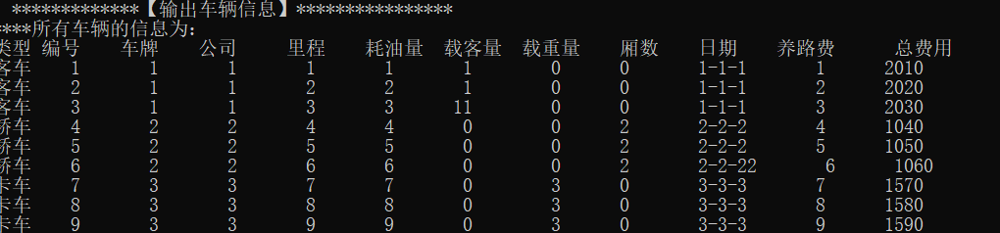 *************【输出车辆信息】****************
****所有车辆的信息为:
类型 编号 车牌 公司 里程 耗油量 载客量 载重量 厢数 日期 养路费 总费用
客车 1 1 1 1 1 1 0 0 1-1-1 1 2010
客车 2 1 1 2 2 1 0 0 1-1-1 2 2020
客车 3 1 1 3 3 11 0 0 1-1-1 3 2030
轿车 4 2 2 4 4 0 0 2 2-2-2 4 1040
轿车 5 2 2 5 5 0 0 2 2-2-2 5 1050
轿车 6 2 2 6 6 0 0 2 2-2-22 6 1060
卡车 7 3 3 7 7 0 3 0 3-3-3 7 1570
卡车 8 3 3 8 8 0 3 0 3-3-3 8 1580
卡车 9 3 3 9 9 0 3 0 3-3-3 9 1590